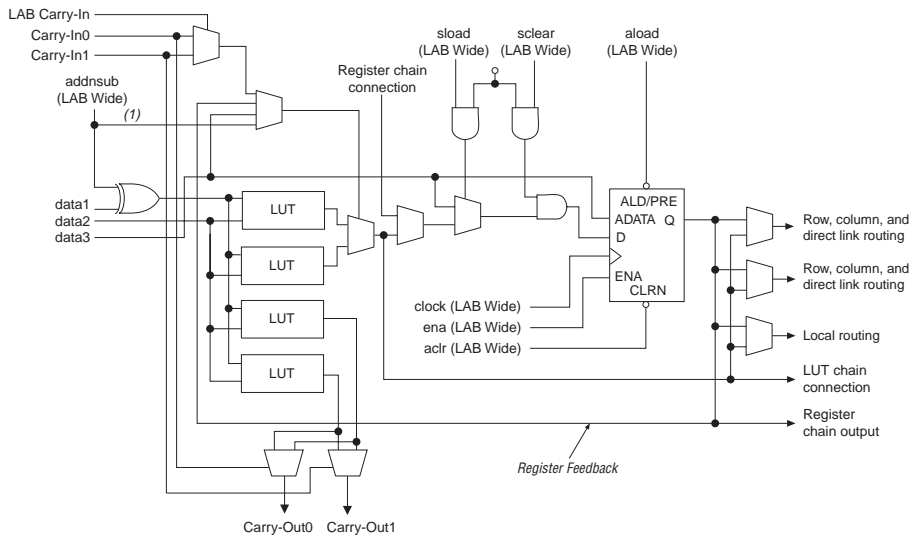 LAB Carry-In
Carry-In0
Carry-In1
addnsub
(LAB Wide)
(1)
data1
data2
data3
Register chain
connection
sload
(LAB Wide)
sclear
(LAB Wide)
aload
(LAB Wide)
LUT
LUT
LUT
LUT
ALD/PRE
ADATA
Q
D
ENA
CLRN
clock (LAB Wide)
ena (LAB Wide)
aclr (LAB Wide)
Row, column, and
direct link routing
Row, column, and
direct link routing
Local routing
LUT chain
connection
Register
chain output
Register Feedback
Carry-Out0
Carry-Out1